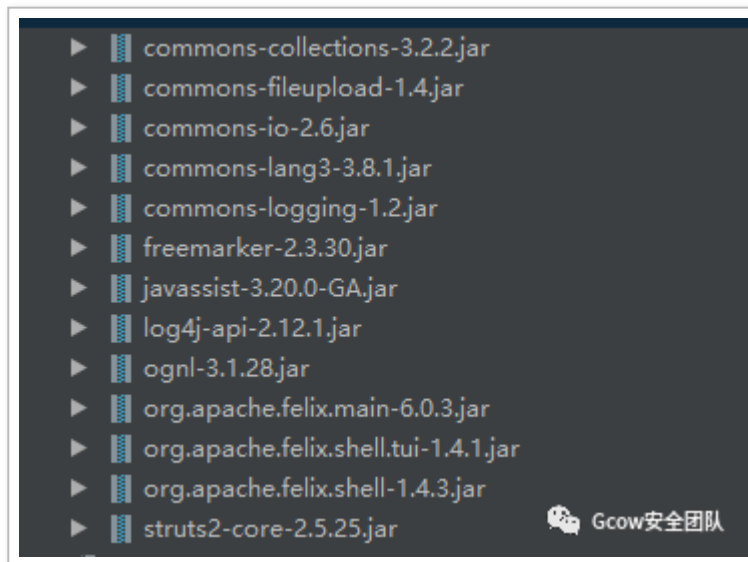 commons-collections-3.2.2.jar
commons-fileupload-1.4.jar
commons-io-2.6.jar
commons-lang3-3.8.1.jar
commons-logging-1.2.jar
freemarker-2.3.30.jar
javassist-3.20.0-GA.jar
log4j-api-2.12.1.jar
ognl-3.1.28.jar
org.apache.felix.main-6.0.3.jar
org.apache.felix.shell.tui-1.4.1.jar
org.apache.felix.shell-1.4.3.jar
struts2-core-2.5.25.jar
Gcow安全团队